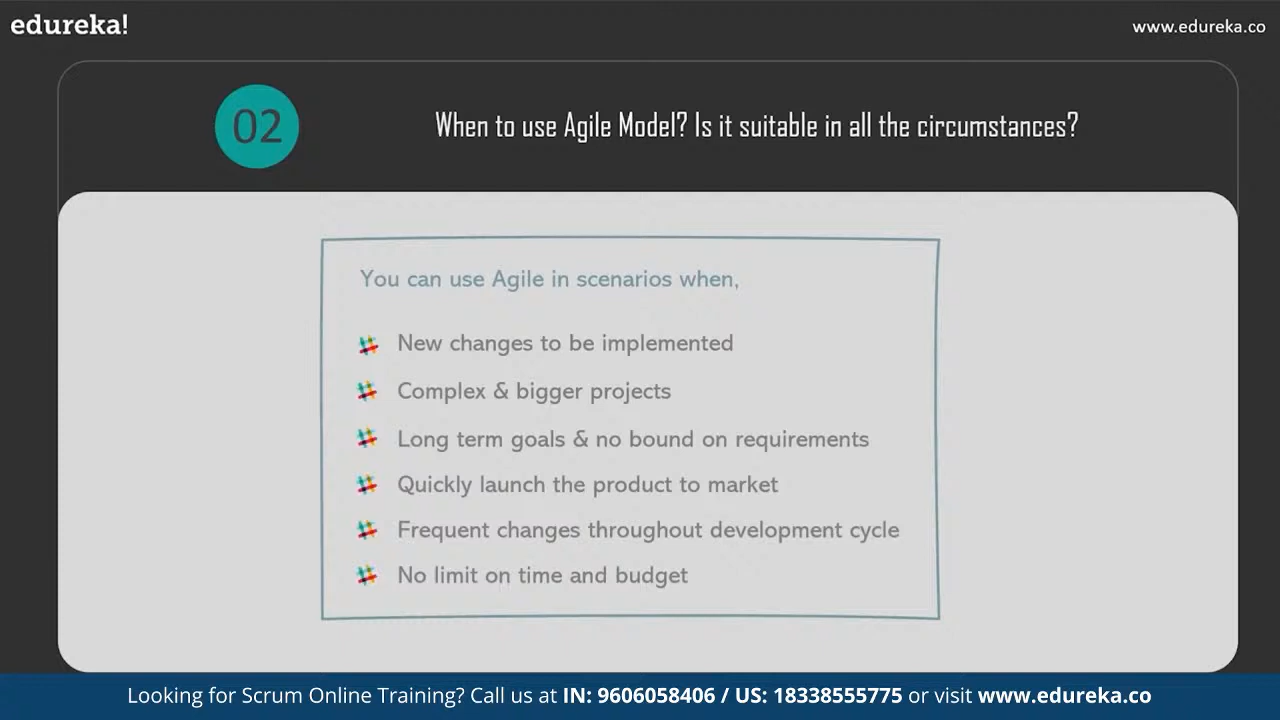 edureka!
www.edureka.co
02
When to use Agile Model? Is it suitable in all the circumstances?
You can use Agile in scenarios when,
New changes to be implemented
Complex & bigger projects
Long term goals & no bound on requirements
Quickly launch the product to market
Frequent changes throughout development cycle
No limit on time and budget
Looking for Scrum Online Training? Call us at IN: 9606058406 / US: 18338555775 or visit www.edureka.co